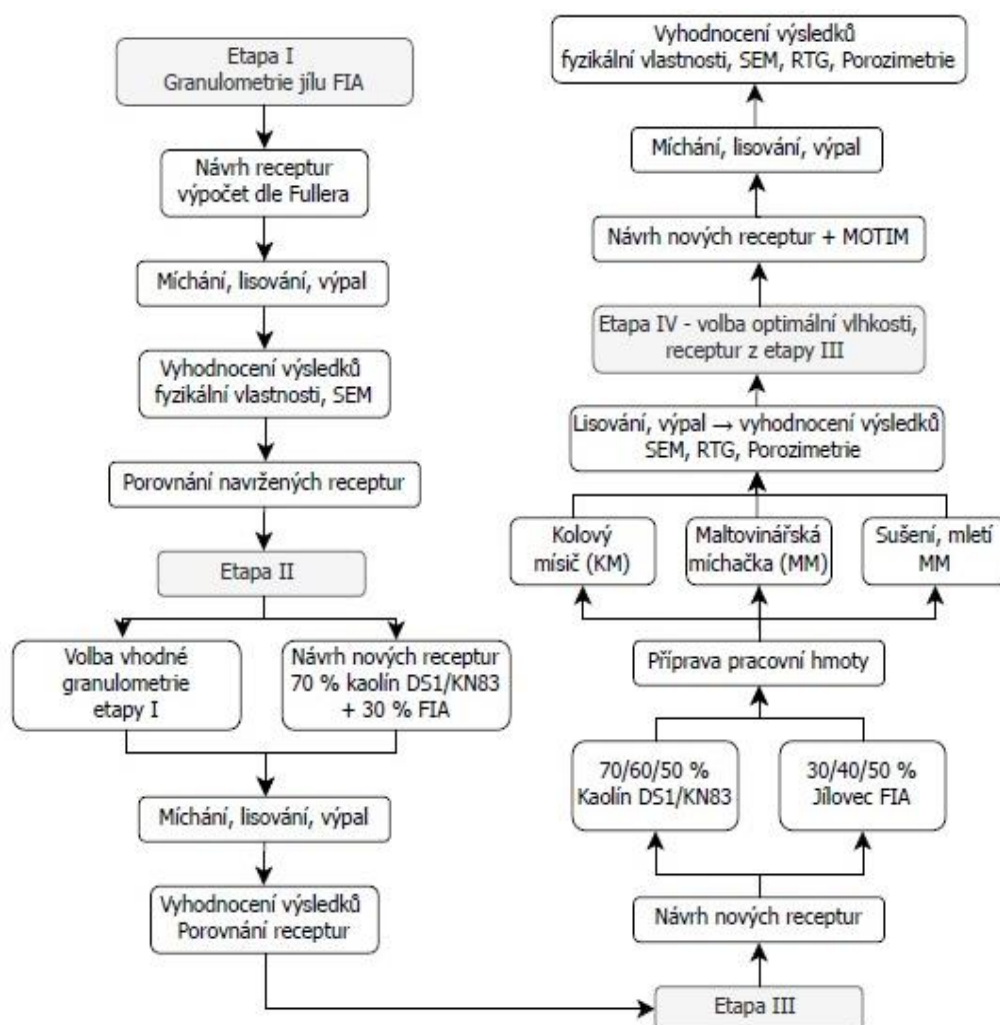 Etapa I
Granulometrie jílu FIA
Návrh receptur
výpočet dle Fullera
Míchání, lisování, výpal
Vyhodnocení výsledků
fyzikální vlastnosti, SEM
Porovnání navržených receptur
Etapa II
Volba vhodné
granulometrie
etapy I
Návrh nových receptur
70 % kaolín DS1/KN83
+ 30 % FIA
Míchání, lisování, výpal
Vyhodnocení výsledků
Porovnání receptur
Etapa III
Návrh nových receptur
70/60/50 %
Kaolín DS1/KN83
30/40/50 %
Jílovec FIA
Příprava pracovní hmoty
Kolový
mísič (KM)
Maltovinářská
míchačka (MM)
Sušení, mletí
MM
Lisování, výpal → vyhodnocení výsledků
SEM, RTG, Porozimetrie
Etapa IV - volba optimální vlhkosti,
receptur z etapy III
Návrh nových receptur + MOTIM
Míchání, lisování, výpal
Vyhodnocení výsledků
fyzikální vlastnosti, SEM, RTG, Porozimetrie